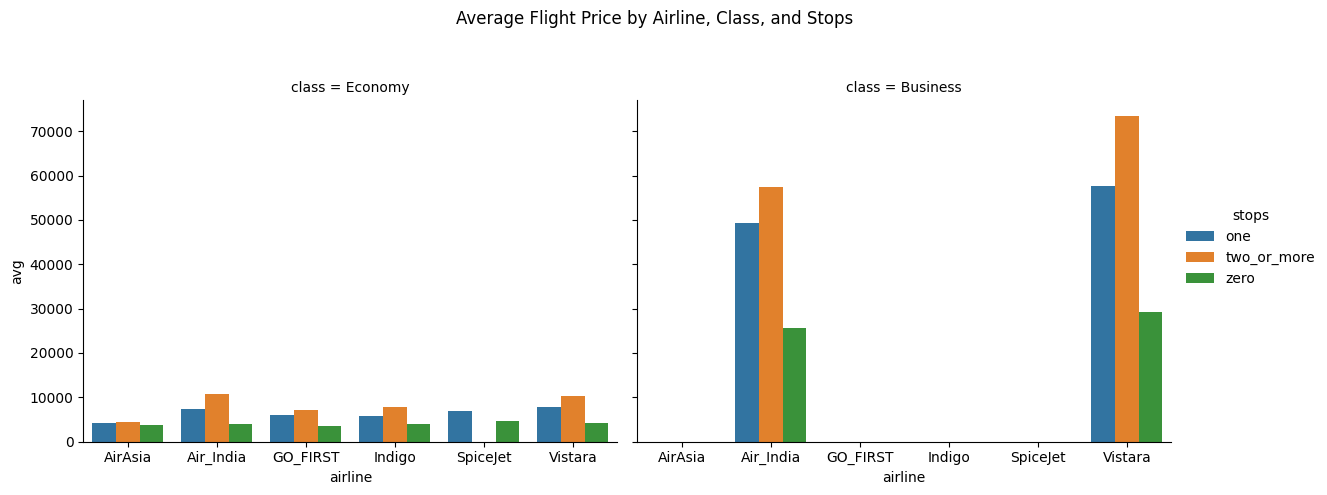 Average Flight Price by Airline, Class, and Stops
class = Economy
class = Business
avg
70000
60000
50000
40000
30000
20000
10000
0
AirAsia Air_India GO_FIRST Indigo SpiceJet Vistara
airline
AirAsia Air_India GO_FIRST Indigo SpiceJet Vistara
airline
stops
one
two_or_more
zero